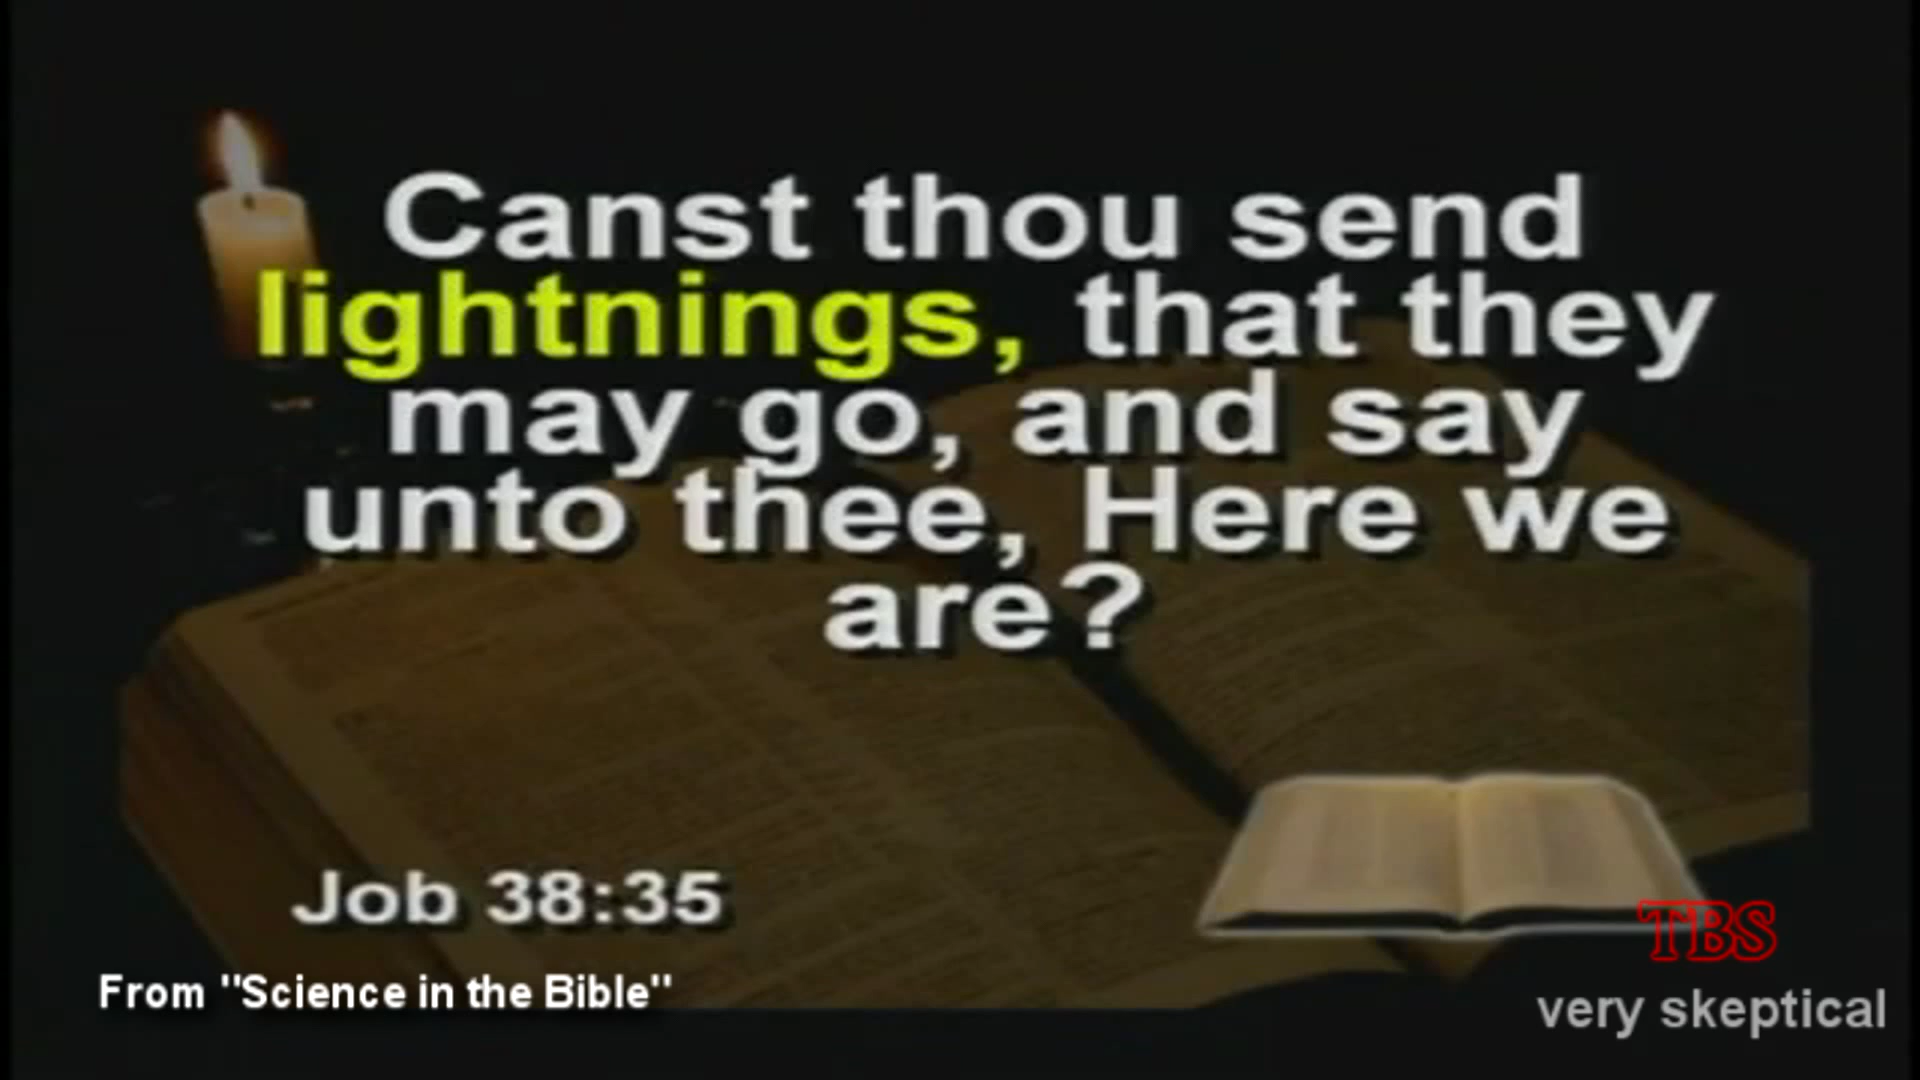 Canst thou send
lightnings, that they
may go, and say
unto thee, Here we
are?
Job 38:35
From "Science in the Bible"
TBS
very skeptical